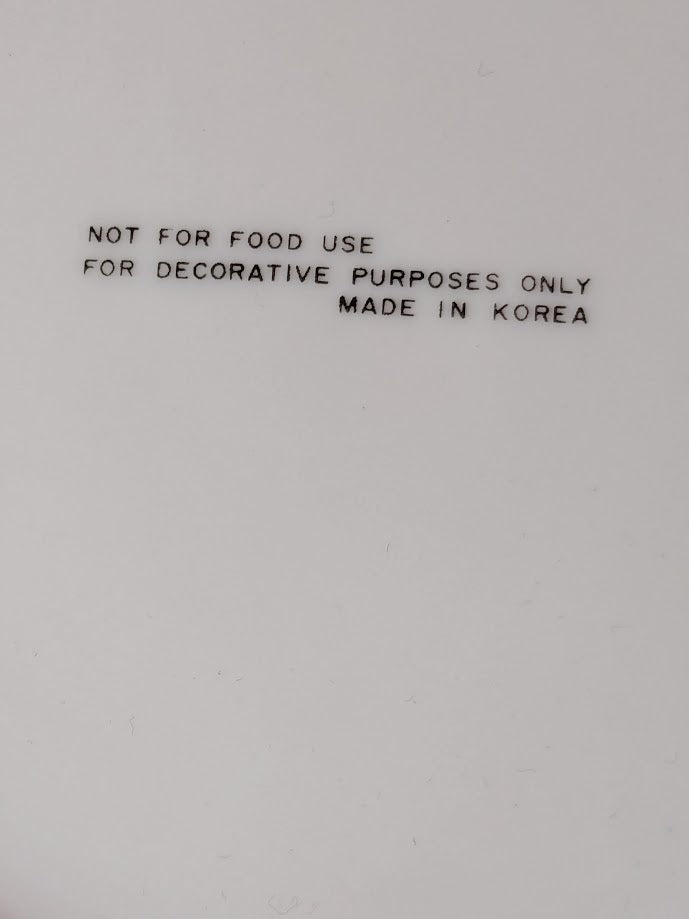 NOT FOR FOOD USE
FOR DECORATIVE PURPOSES ONLY
MADE IN KOREA